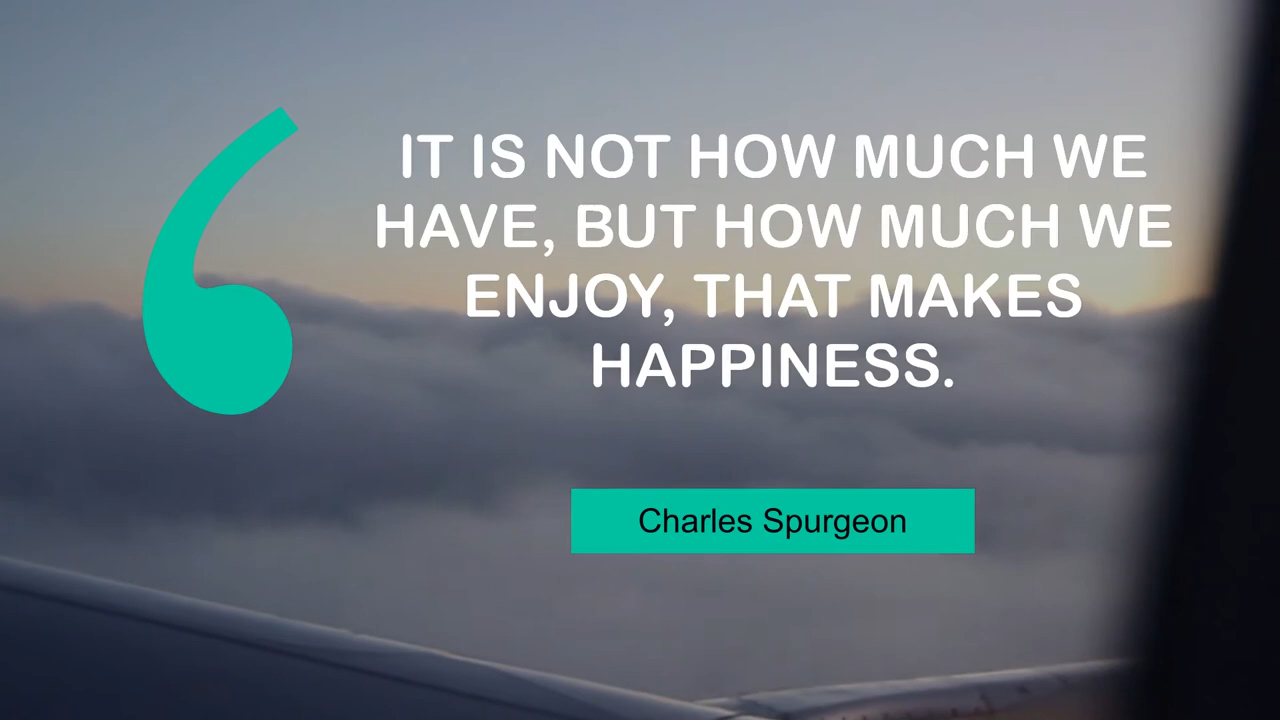 IT IS NOT HOW MUCH WE
HAVE, BUT HOW MUCH WE
ENJOY, THAT MAKES
HAPPINESS.
Charles Spurgeon